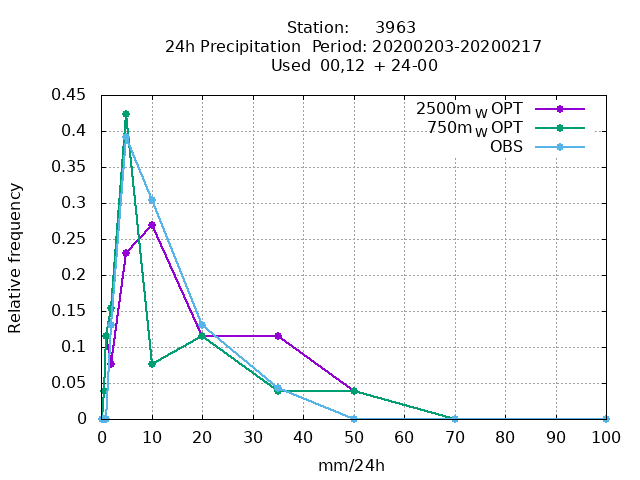 Station: 3963
24h Precipitation Period: 20200203-20200217
Used 00,12 + 24-00
0.45
0.4
0.35
0.3
0.25
0.2
0.15
0.1
0.05
0
Relative frequency
2500m W OPT
750m W OPT
OBS
0 10 20 30 40 50 60 70 80 90 100
mm/24h